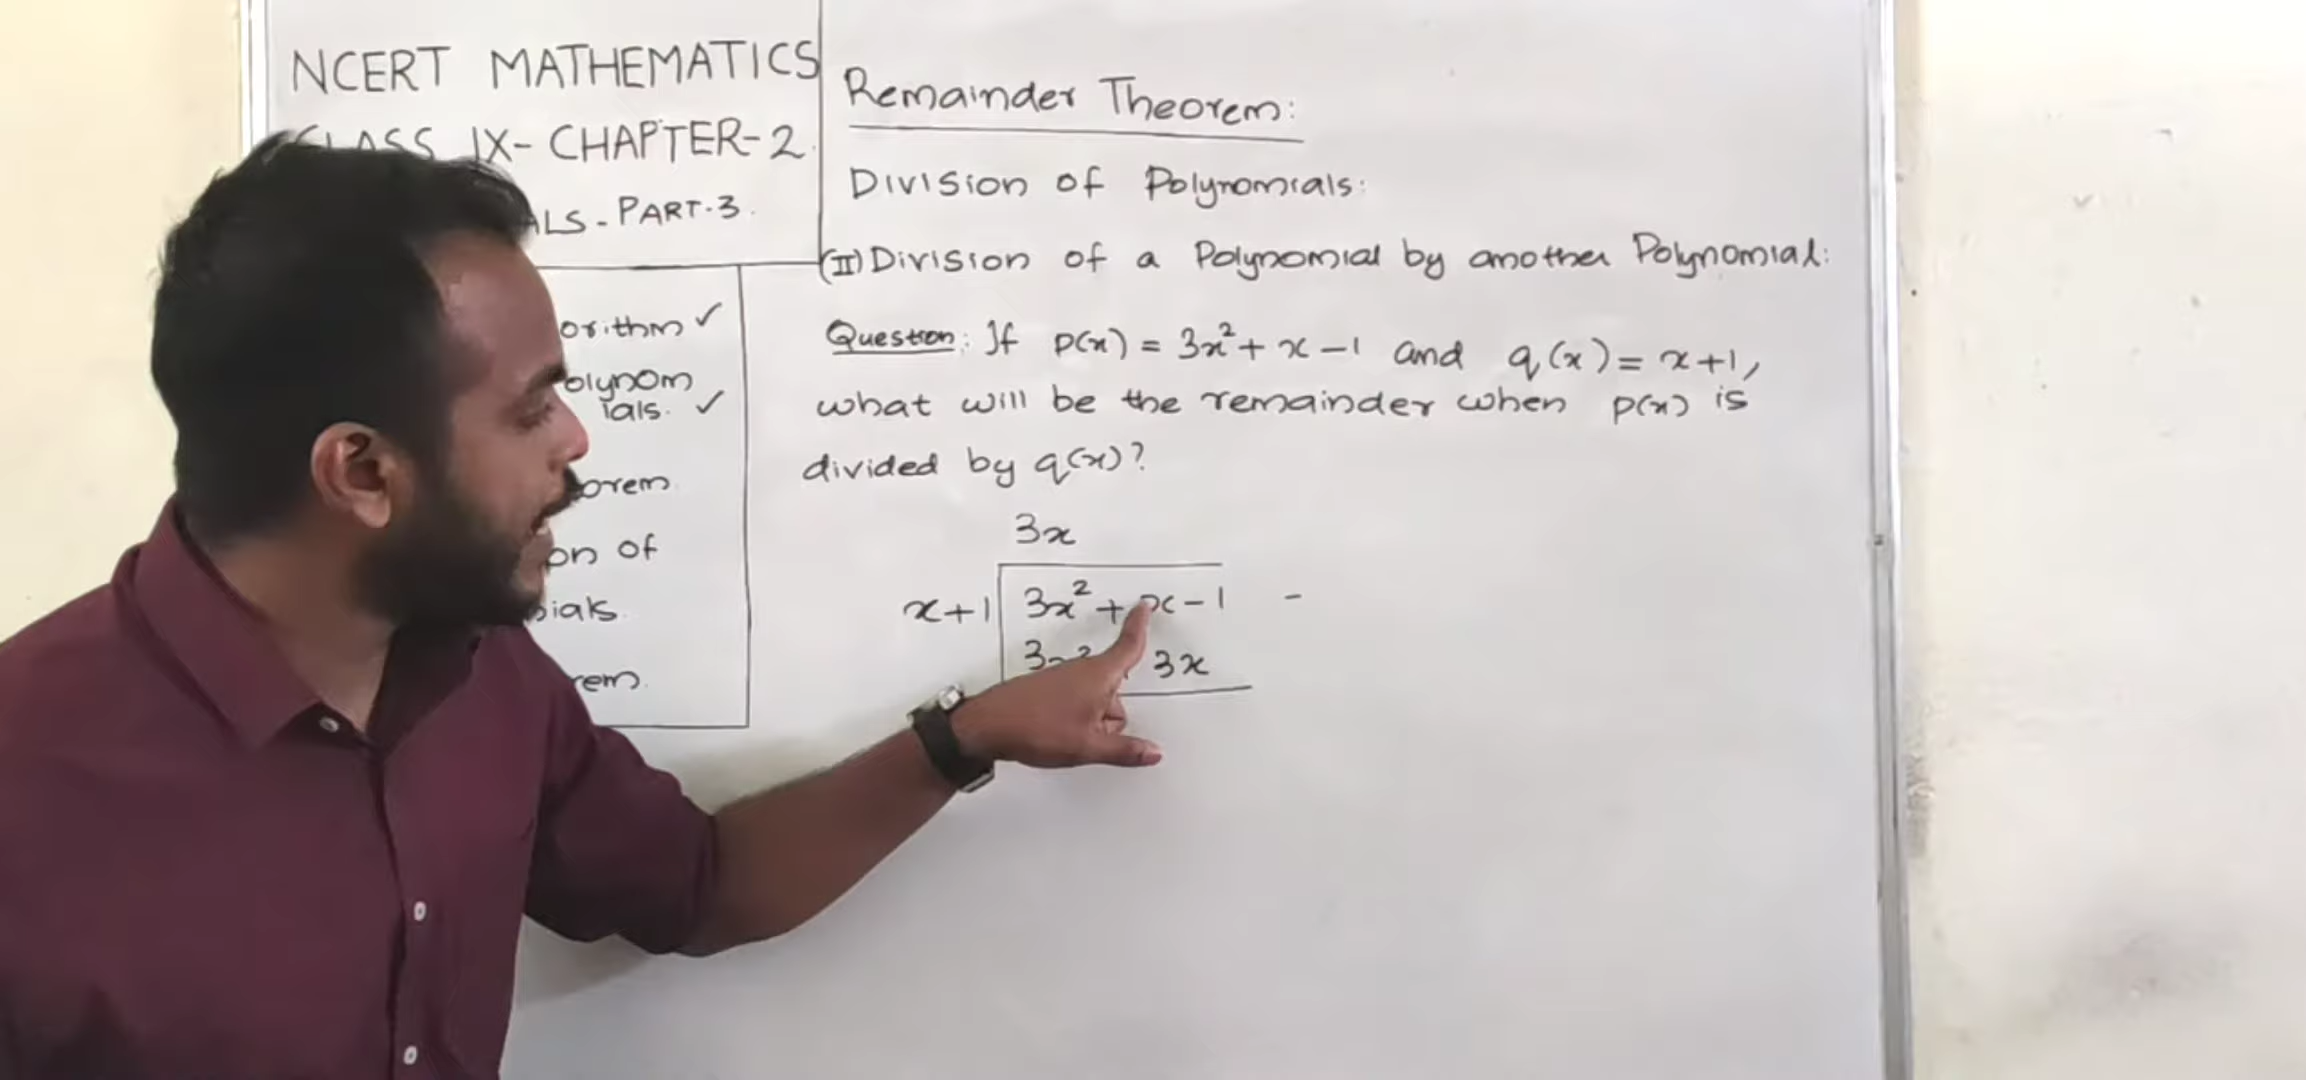 NCERT MATHEMATICS
CLASS IX- CHAPTER-2.
ALS - PART.3.
orithm ✓
olynom
ials. ✓
orem.
on of
ials.
rem.
Remainder Theorem:
Division of Polynomials:
(II) Division of a Polynomial by another Polynomial:
Question: If p(x) = 3x² + x - 1 and q(x) = x+1,
what will be the remainder when p(x) is
divided by q(x)?
3x
x+1 3x² + x - 1 -
3x² 3x